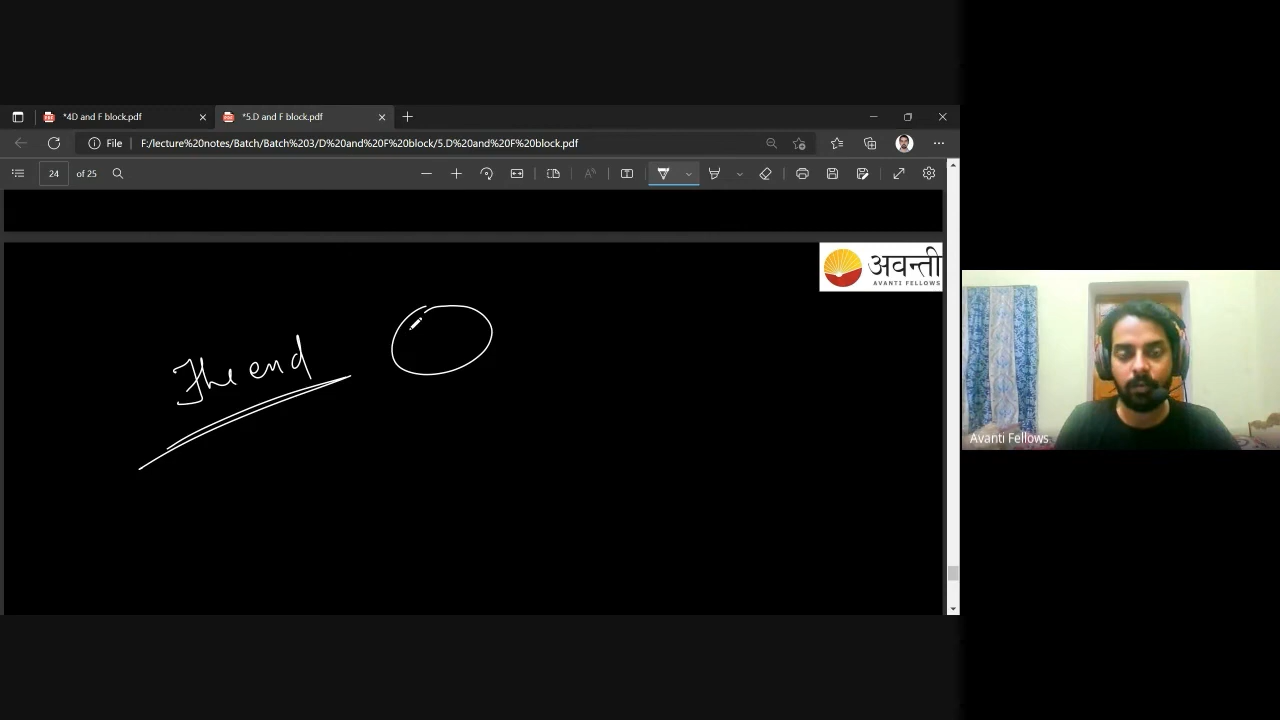 *4D and F block.pdf
*5.D and F block.pdf
File
F:/lecture%20notes/Batch/Batch%203/D%20and%20F%20block/5.D%20and%20F%20block.pdf
24 of 25
अवन्ती
AVANTI FELLOWS
The end
Avanti Fellows